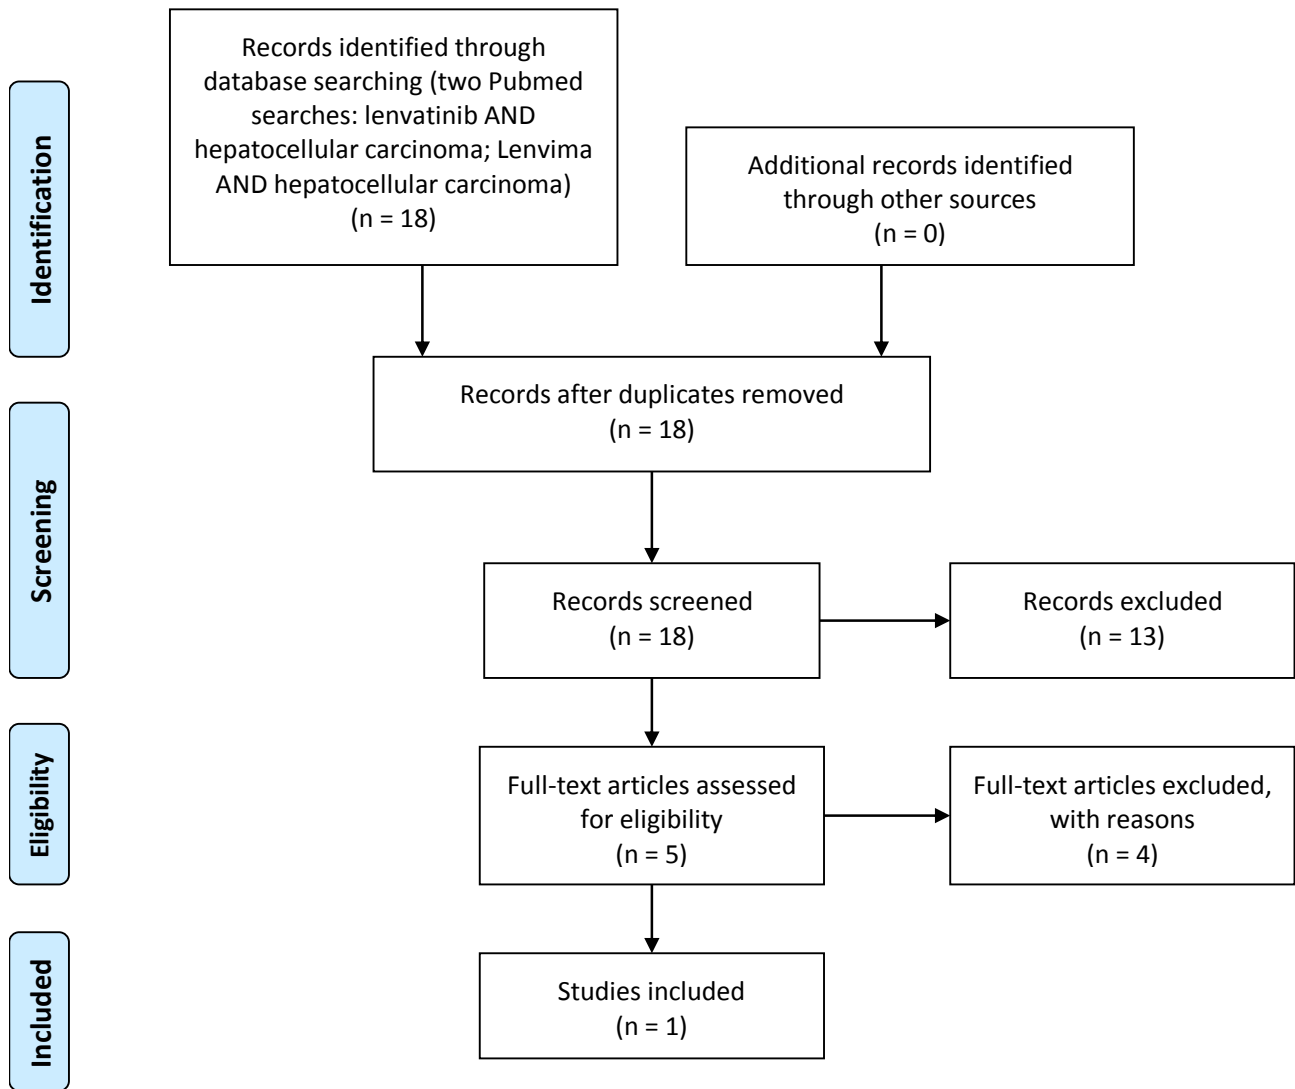 Identification
Records identified through
database searching (two Pubmed
searches: lenvatinib AND
hepatocellular carcinoma; Lenvima
AND hepatocellular carcinoma)
(n = 18)
Additional records identified
through other sources
(n = 0)
Records after duplicates removed
(n = 18)
Screening
Records screened
(n = 18)
Records excluded
(n = 13)
Eligibility
Full-text articles assessed
for eligibility
(n = 5)
Full-text articles excluded,
with reasons
(n = 4)
Included
Studies included
(n = 1)